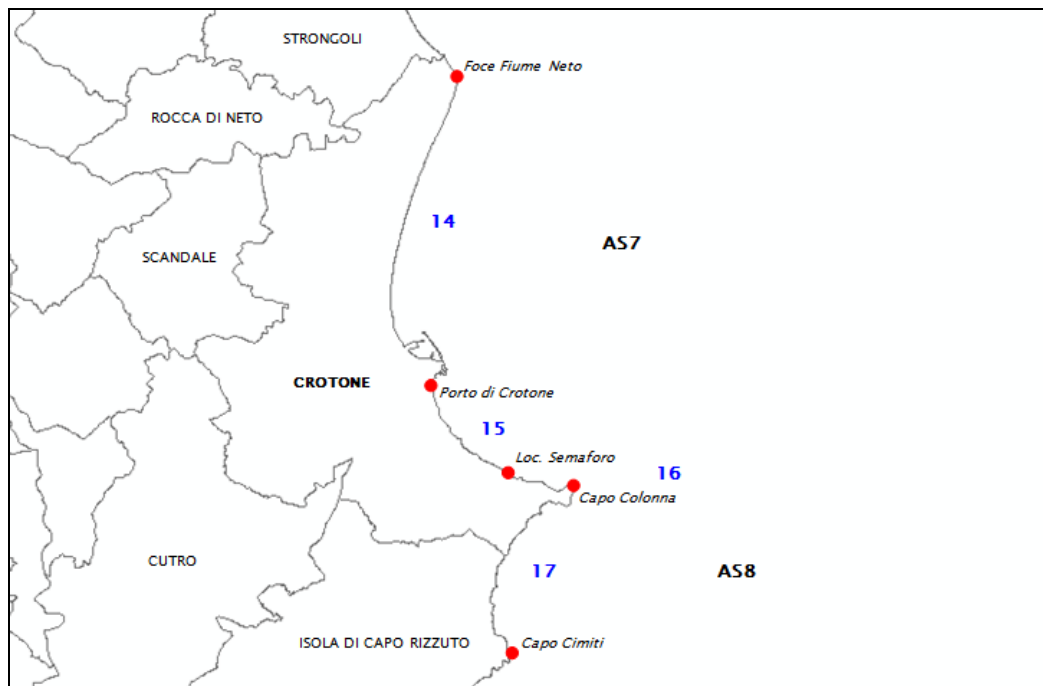 STRONGOLI
Foce Fiume Neto
ROCCA DI NETO
14
AS7
SCANDALE
CROTONE
Porto di Crotone
15
Loc. Semaforo
16
Capo Colonna
CUTRO
17
AS8
ISOLA DI CAPO RIZZUTO
Capo Cimiti